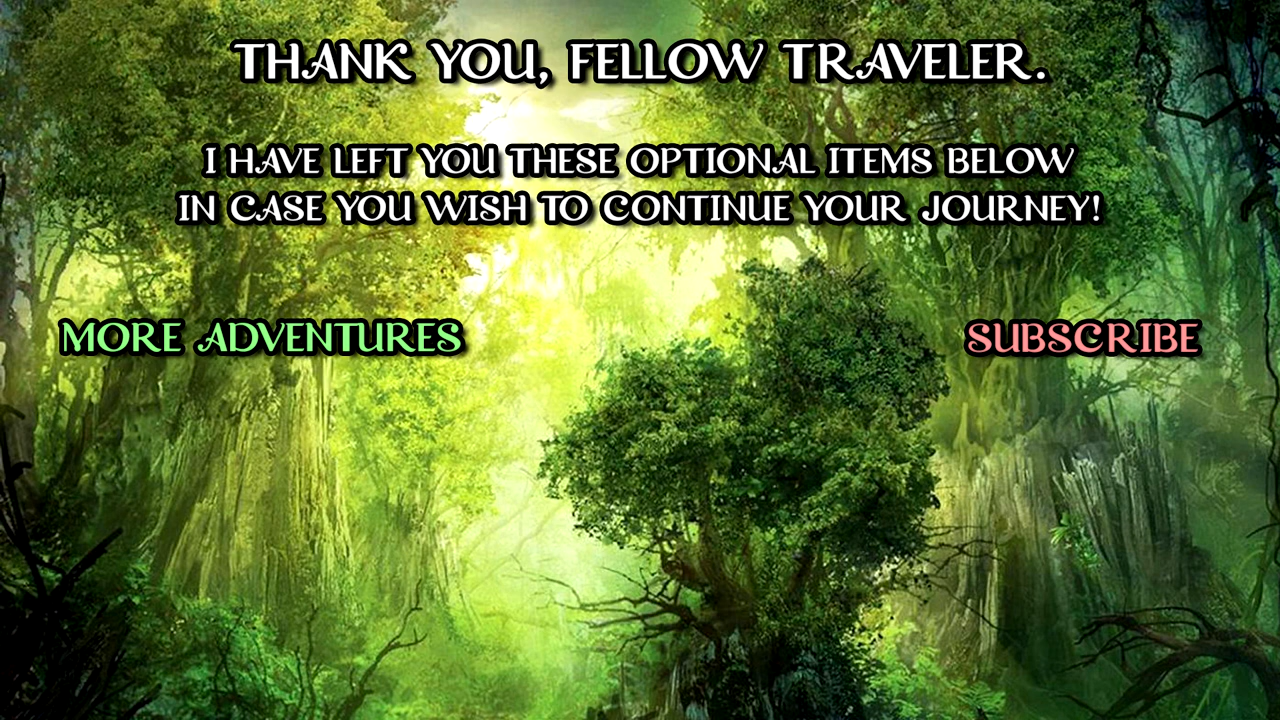 THANK YOU, FELLOW TRAVELER.
I HAVE LEFT YOU THESE OPTIONAL ITEMS BELOW
IN CASE YOU WISH TO CONTINUE YOUR JOURNEY!
MORE ADVENTURES
SUBSCRIBE